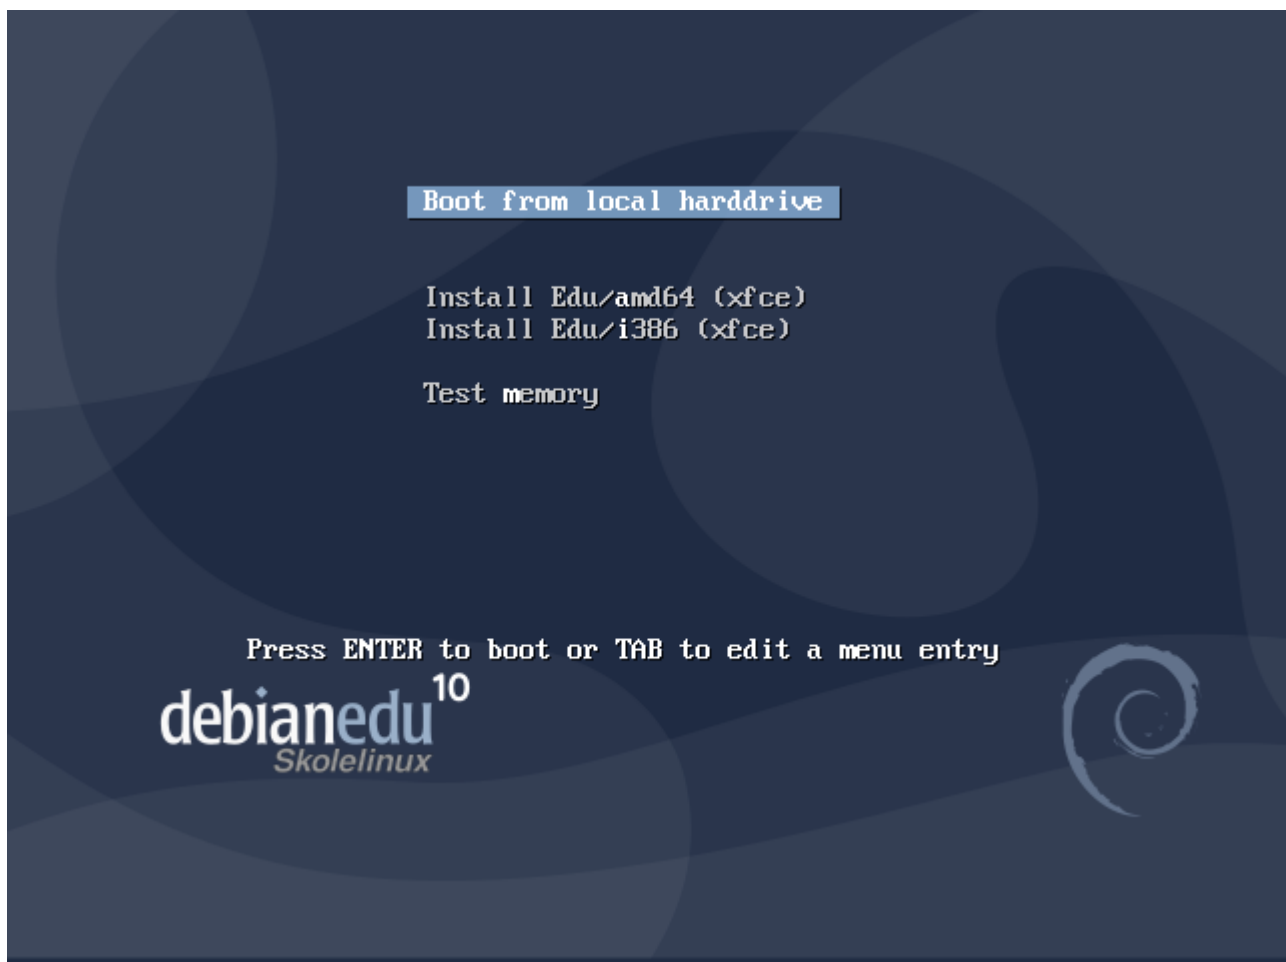 Boot from local harddrive
Install Edu/amd64 (xfce)
Install Edu/i386 (xfce)
Test memory
Press ENTER to boot or TAB to edit a menu entry
debianedu 10
Skolelinux